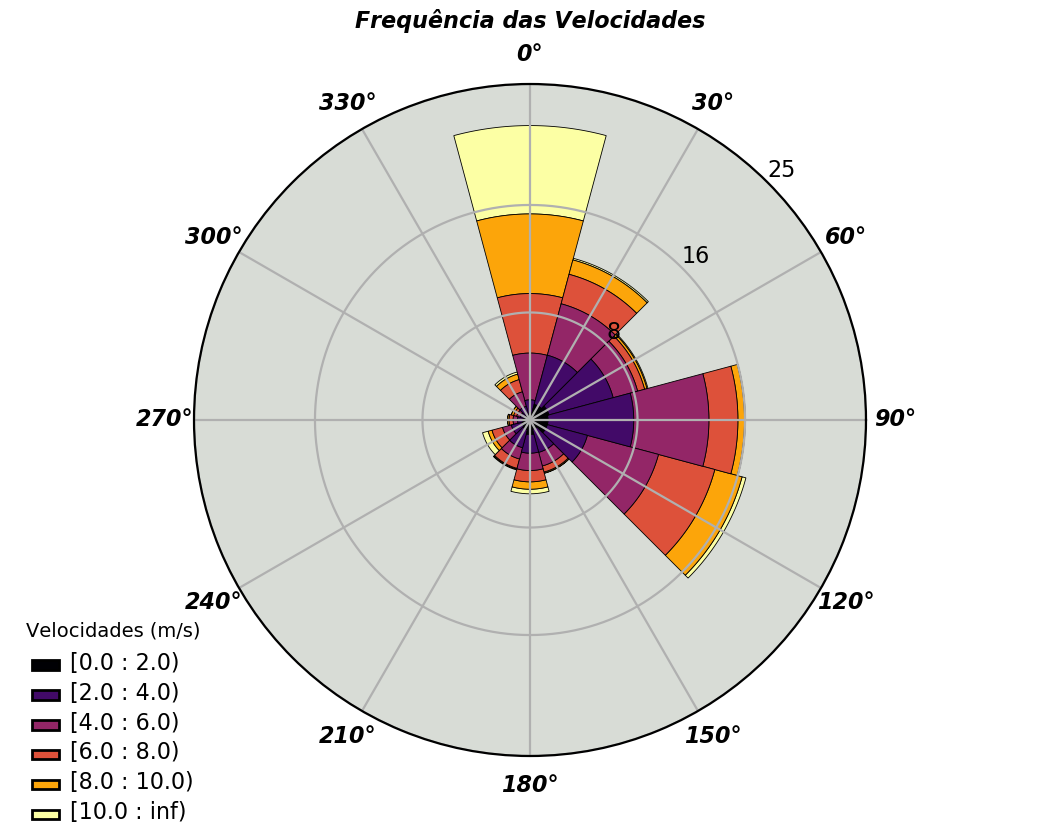 Frequência das Velocidades
0°
330°
30°
25
300°
60°
16
8
270°
90°
240°
120°
210°
150°
180°
Velocidades (m/s)
[0.0 : 2.0)
[2.0 : 4.0)
[4.0 : 6.0)
[6.0 : 8.0)
[8.0 : 10.0)
[10.0 : inf)